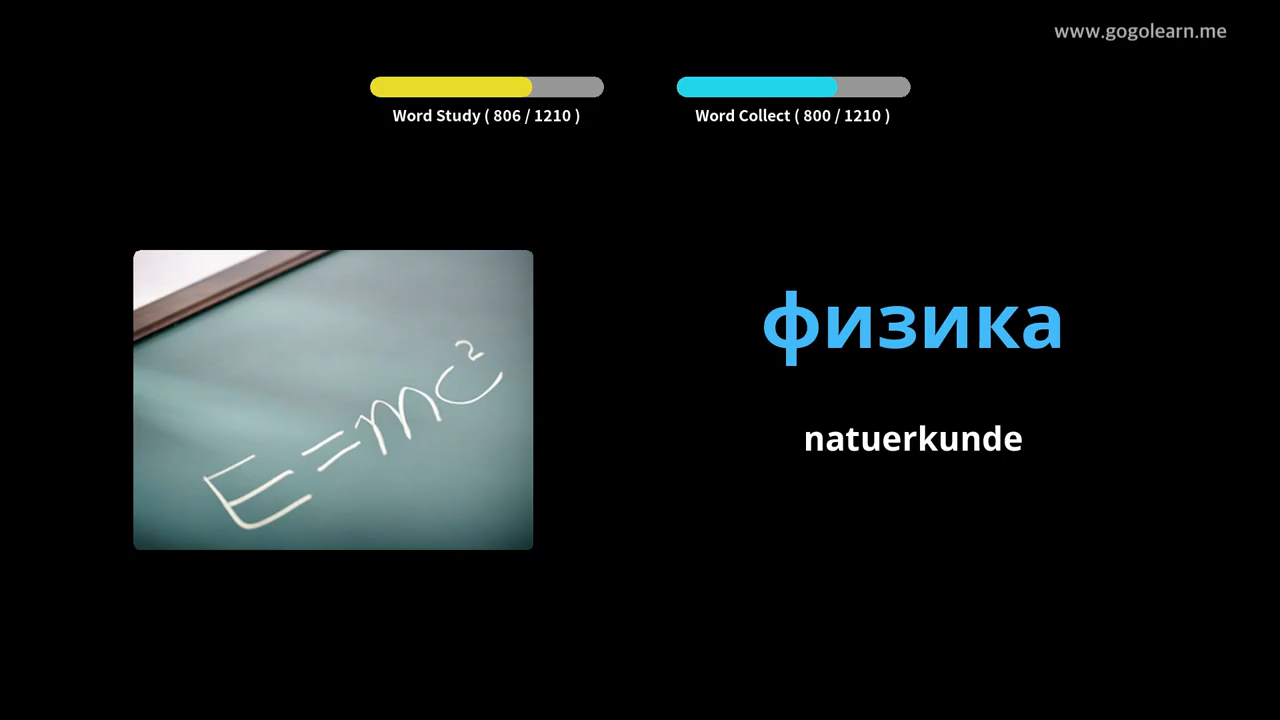 www.gogolearn.me
Word Study ( 806 / 1210 )
Word Collect ( 800 / 1210 )
E=mc²
физика
natuerkunde